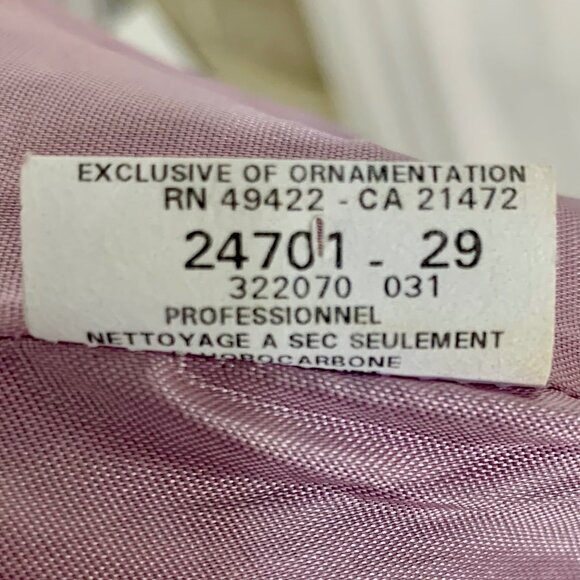 EXCLUSIVE OF ORNAMENTATION
RN 49422 - CA 21472
24701 - 29
322070 031
PROFESSIONNEL
NETTOYAGE A SEC SEULEMENT